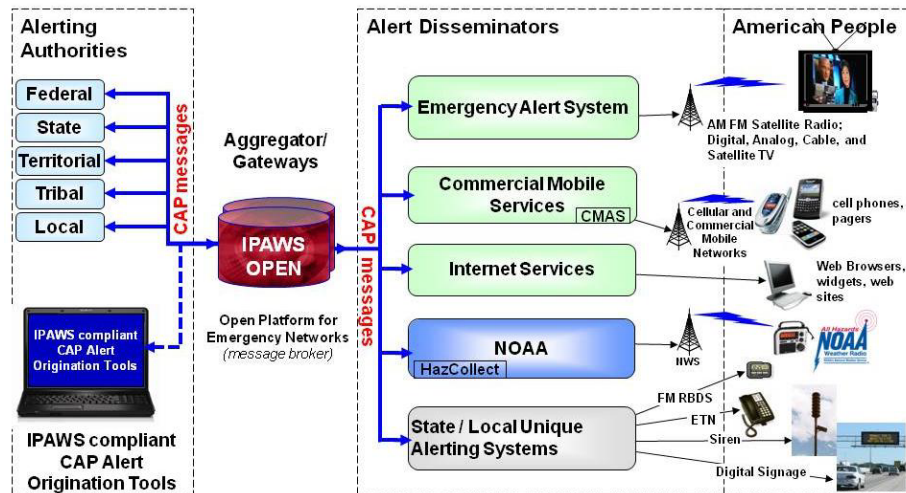 Alerting
Authorities
Federal
State
Territorial
Tribal
Local
CAP messages
IPAWS compliant
CAP Alert
Origination Tools
IPAWS compliant
CAP Alert
Origination Tools
Aggregator/
Gateways
IPAWS
OPEN
Open Platform for
Emergency Networks
(message broker)
CAP messages
Alert Disseminators
Emergency Alert System
Commercial Mobile
Services
CMAS
Internet Services
NOAA
HazCollect
State / Local Unique
Alerting Systems
American People
AM FM Satellite Radio;
Digital, Analog, Cable, and
Satellite TV
Cellular and
Commercial
Mobile
Networks
cell phones,
pagers
Web Browsers,
widgets, web
sites
NWS
All Hazards
NOAA
Weather Radio
FM RBDS
ETN
Siren
Digital Signage